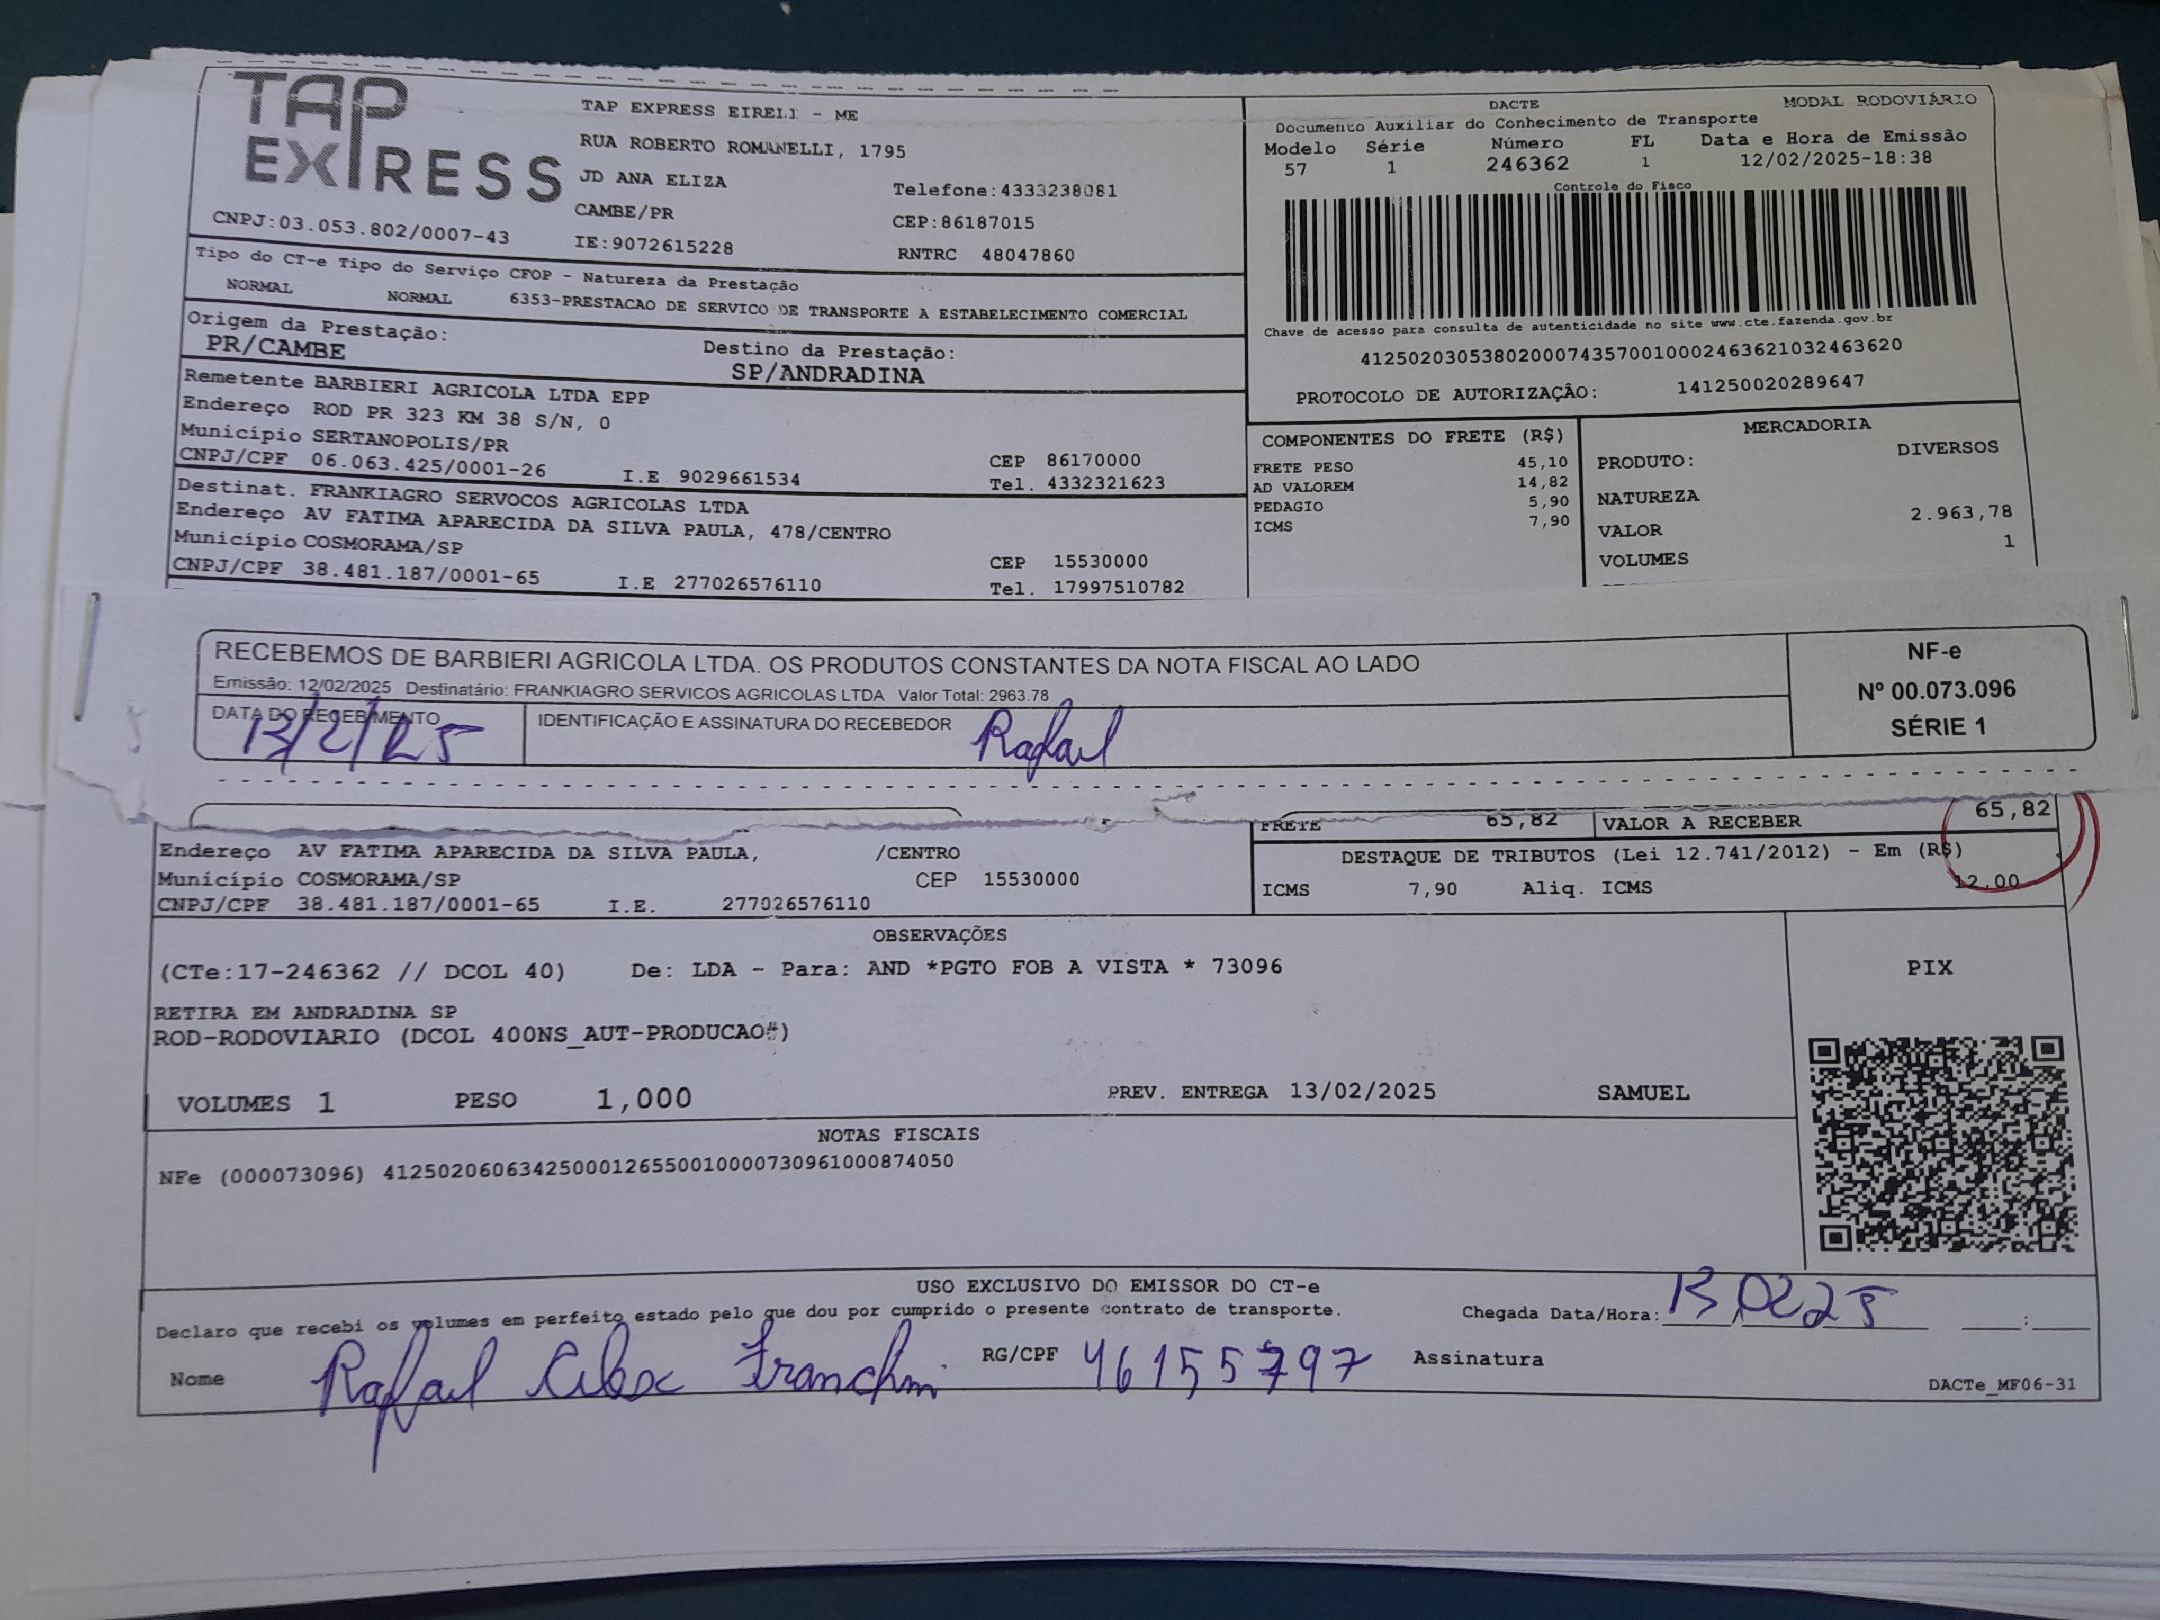 TAP
EXPRESS
TAP EXPRESS EIRELI - ME
RUA ROBERTO ROMANELLI, 1795
JD ANA ELIZA
Telefone:4333238081
CAMBE/PR
CEP:86187015
CNPJ:03.053.802/0007-43
IE:9072615228
RNTRC 48047860
DACTE
MODAL RODOVIÁRIO
Documento Auxiliar do Conhecimento de Transporte
Modelo Série Número FL Data e Hora de Emissão
57 1 246362 1 12/02/2025-18:38
Controle do Fisco
Chave de acesso para consulta de autenticidade no site www.cte.fazenda.gov.br
41250203053802000743570010002463621032463620
PROTOCOLO DE AUTORIZAÇÃO: 141250020289647
Tipo do CT-e Tipo do Serviço CFOP - Natureza da Prestação
NORMAL NORMAL 6353-PRESTACAO DE SERVICO DE TRANSPORTE A ESTABELECIMENTO COMERCIAL
Origem da Prestação:
PR/CAMBE
Destino da Prestação:
SP/ANDRADINA
Remetente BARBIERI AGRICOLA LTDA EPP
Endereço ROD PR 323 KM 38 S/N, 0
Município SERTANOPOLIS/PR
CEP 86170000
CNPJ/CPF 06.063.425/0001-26 I.E 9029661534 Tel. 4332321623
Destinat. FRANKIAGRO SERVOCOS AGRICOLAS LTDA
Endereço AV FATIMA APARECIDA DA SILVA PAULA, 478/CENTRO
Município COSMORAMA/SP
CEP 15530000
CNPJ/CPF 38.481.187/0001-65 I.E 277026576110 Tel. 17997510782
COMPONENTES DO FRETE (R$)
FRETE PESO 45,10
AD VALOREM 14,82
PEDAGIO 5,90
ICMS 7,90
MERCADORIA
PRODUTO: DIVERSOS
NATUREZA
VALOR 2.963,78
VOLUMES 1
RECEBEMOS DE BARBIERI AGRICOLA LTDA. OS PRODUTOS CONSTANTES DA NOTA FISCAL AO LADO
Emissão: 12/02/2025 Destinatário: FRANKIAGRO SERVICOS AGRICOLAS LTDA Valor Total: 2963.78
DATA DO RECEBIMENTO
13/2/25
IDENTIFICAÇÃO E ASSINATURA DO RECEBEDOR
Rafael
NF-e
Nº 00.073.096
SÉRIE 1
FRETE 65,82 VALOR A RECEBER 65,82
Endereço AV FATIMA APARECIDA DA SILVA PAULA, /CENTRO
Município COSMORAMA/SP CEP 15530000
CNPJ/CPF 38.481.187/0001-65 I.E. 277026576110
DESTAQUE DE TRIBUTOS (Lei 12.741/2012) - Em (R$)
ICMS 7,90 Aliq. ICMS 12,00
OBSERVAÇÕES
(CTe:17-246362 // DCOL 40) De: LDA - Para: AND *PGTO FOB A VISTA * 73096
RETIRA EM ANDRADINA SP
ROD-RODOVIARIO (DCOL 400NS_AUT-PRODUCAO#)
VOLUMES 1 PESO 1,000 PREV. ENTREGA 13/02/2025 SAMUEL
PIX
NOTAS FISCAIS
NFe (000073096) 41250206063425000126550010000730961000874050
USO EXCLUSIVO DO EMISSOR DO CT-e
Declaro que recebi os volumes em perfeito estado pelo que dou por cumprido o presente contrato de transporte.
Chegada Data/Hora: 13 02 25 :
Nome Rafael RG/CPF 46155797 Assinatura
DACTe_MF06-31